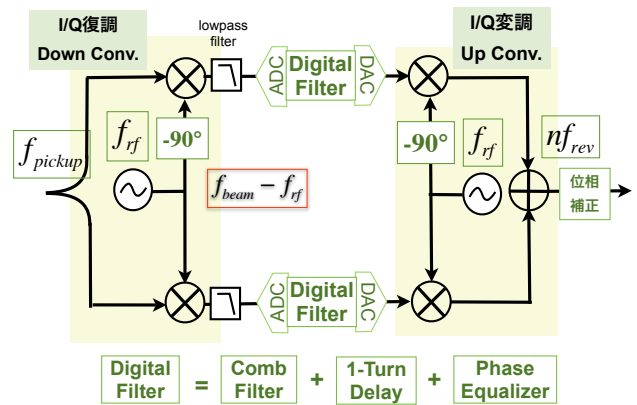 I/Q復調
Down Conv.
lowpass
filter
ADC
Digital
Filter
DAC
I/Q変調
Up Conv.
f_pickup
f_rf
-90°
f_beam − f_rf
-90°
f_rf
nf_rev
位相
補正
ADC
Digital
Filter
DAC
Digital
Filter
=
Comb
Filter
+
1-Turn
Delay
+
Phase
Equalizer